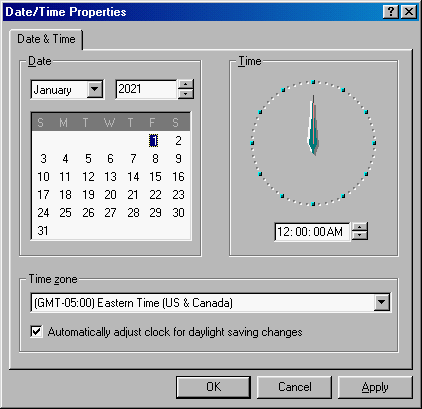 Date/Time Properties
Date & Time
Date
January 2021
S M T W T F S
1 2
3 4 5 6 7 8 9
10 11 12 13 14 15 16
17 18 19 20 21 22 23
24 25 26 27 28 29 30
31
Time
12:00:00AM
Time zone
(GMT-05:00) Eastern Time (US & Canada)
Automatically adjust clock for daylight saving changes
OK Cancel Apply